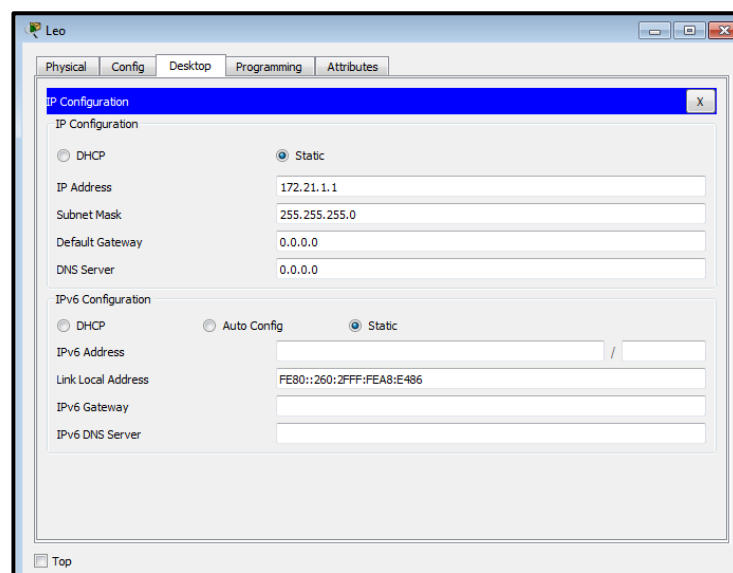 Leo
Physical Config Desktop Programming Attributes
IP Configuration X
IP Configuration
DHCP Static
IP Address 172.21.1.1
Subnet Mask 255.255.255.0
Default Gateway 0.0.0.0
DNS Server 0.0.0.0
IPv6 Configuration
DHCP Auto Config Static
IPv6 Address /
Link Local Address FE80::260:2FFF:FEA8:E486
IPv6 Gateway
IPv6 DNS Server
Top